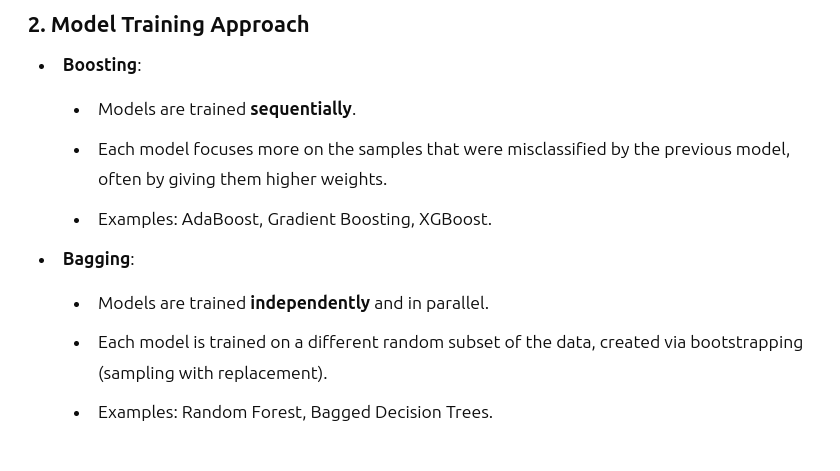 2. Model Training Approach
Boosting:
Models are trained sequentially.
Each model focuses more on the samples that were misclassified by the previous model,
often by giving them higher weights.
Examples: AdaBoost, Gradient Boosting, XGBoost.
Bagging:
Models are trained independently and in parallel.
Each model is trained on a different random subset of the data, created via bootstrapping
(sampling with replacement).
Examples: Random Forest, Bagged Decision Trees.